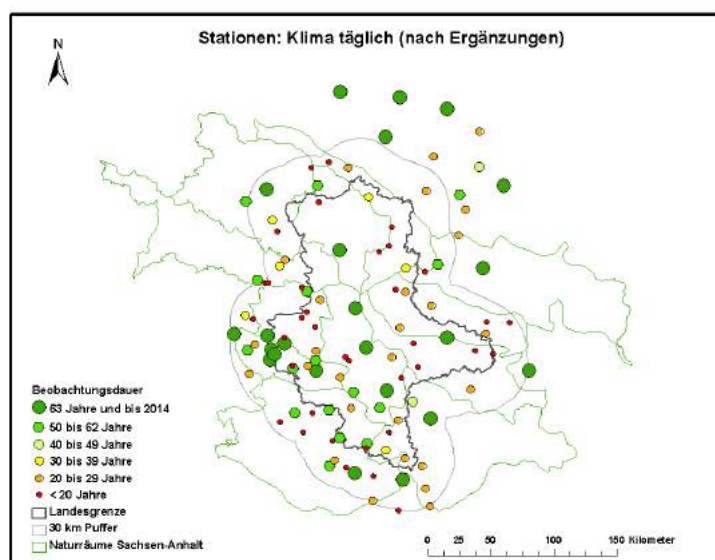 Stationen: Klima täglich (nach Ergänzungen)
N
Beobachtungsdauer
63 Jahre und bis 2014
50 bis 62 Jahre
40 bis 49 Jahre
30 bis 39 Jahre
20 bis 29 Jahre
< 20 Jahre
Landesgrenze
30 km Puffer
Naturräume Sachsen-Anhalt
0 25 50 100 150 Kilometer